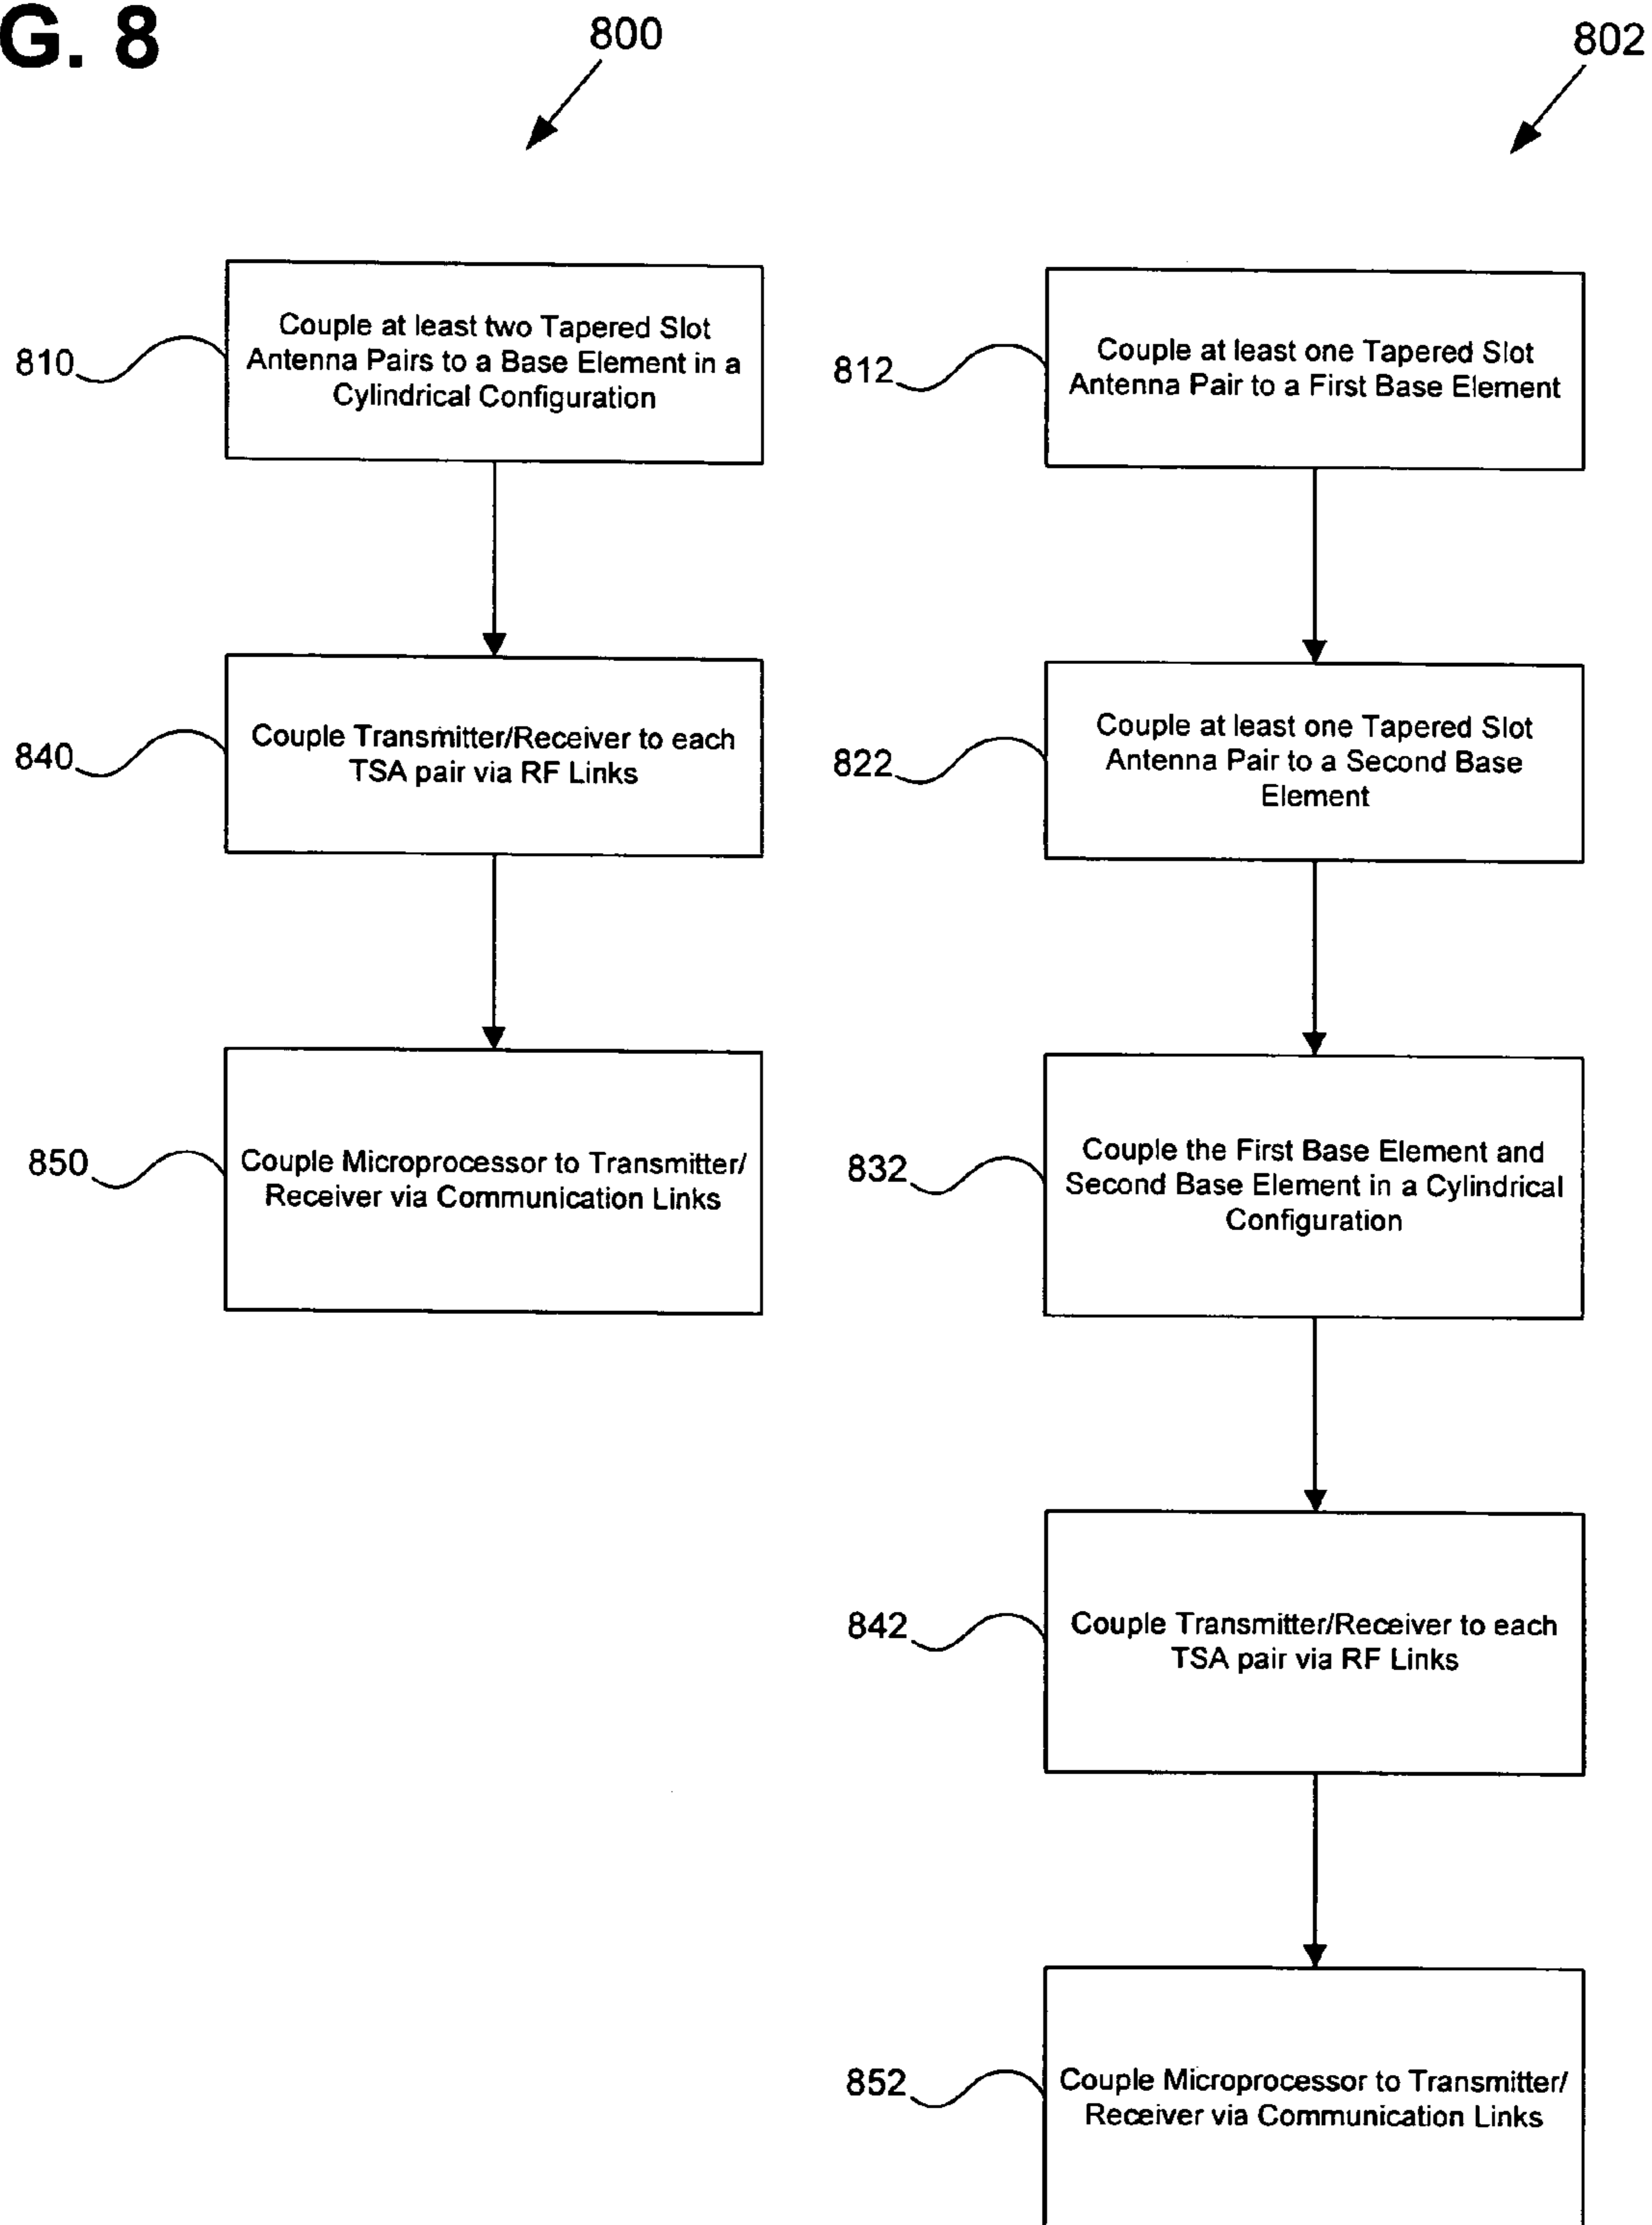 G. 8
800
802
810
Couple at least two Tapered Slot
Antenna Pairs to a Base Element in a
Cylindrical Configuration
840
Couple Transmitter/Receiver to each
TSA pair via RF Links
850
Couple Microprocessor to Transmitter/
Receiver via Communication Links
812
Couple at least one Tapered Slot
Antenna Pair to a First Base Element
822
Couple at least one Tapered Slot
Antenna Pair to a Second Base
Element
832
Couple the First Base Element and
Second Base Element in a Cylindrical
Configuration
842
Couple Transmitter/Receiver to each
TSA pair via RF Links
852
Couple Microprocessor to Transmitter/
Receiver via Communication Links